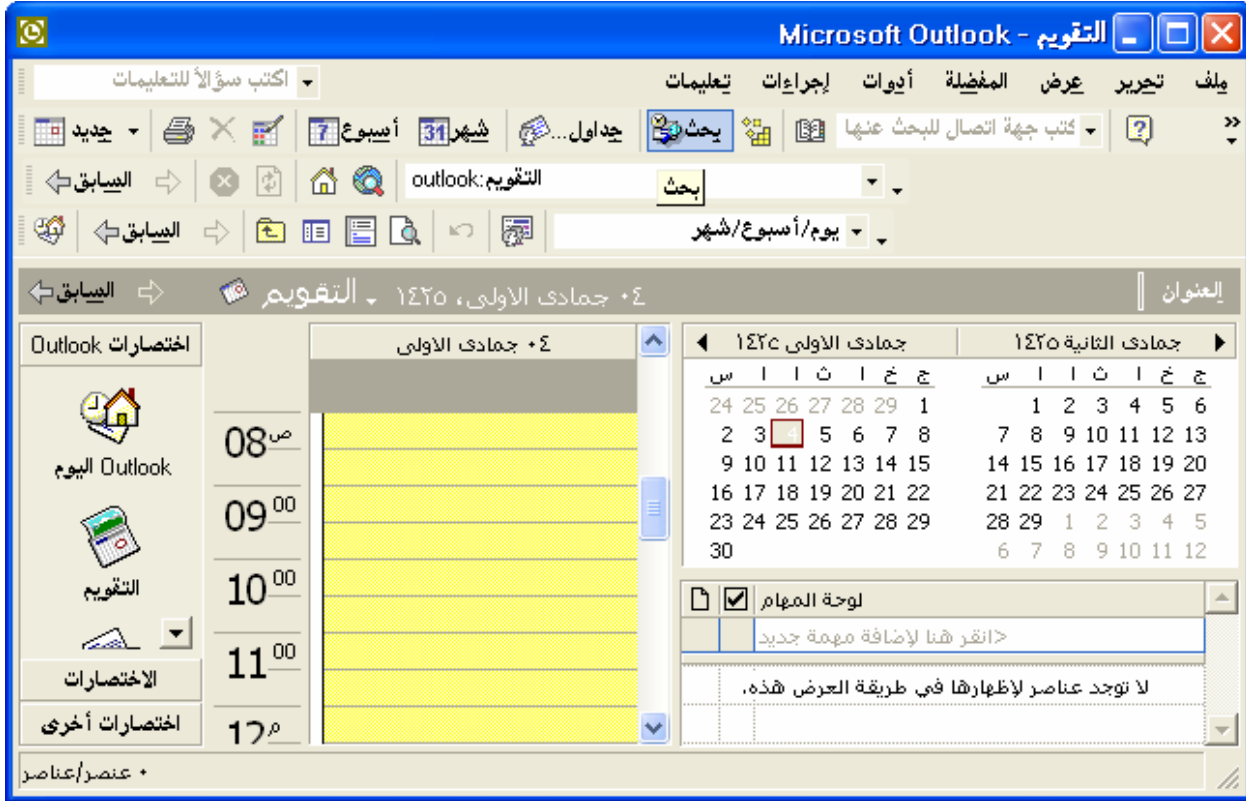 التقويم - Microsoft Outlook
ملف تحرير عرض المفضلة أدوات إجراءات تعليمات
اكتب سؤالاً للتعليمات
جديد
أسبوع 7
شهر 31
جداول...
بحث
كتب جهة اتصال للبحث عنها
السابق
outlook:التقويم
بحث
السابق
يوم/أسبوع/شهر
السابق
التقويم
٠٤ جمادى الاولى، ١٤٢٥
العنوان
اختصارات Outlook
Outlook اليوم
التقويم
الاختصارات
اختصارات أخرى
٠٤ جمادى الاولى
08 ص
09 00
10 00
11 00
١٢ م
جمادى الاولى ١٤٢٥
س ا ا ث ا خ ج
24 25 26 27 28 29 1
2 3 4 5 6 7 8
9 10 11 12 13 14 15
16 17 18 19 20 21 22
23 24 25 26 27 28 29
30
جمادى الثانية ١٤٢٥
س ا ا ث ا خ ج
1 2 3 4 5 6
7 8 9 10 11 12 13
14 15 16 17 18 19 20
21 22 23 24 25 26 27
28 29 1 2 3 4 5
6 7 8 9 10 11 12
لوحة المهام
<انقر هنا لإضافة مهمة جديد
لا توجد عناصر لإظهارها في طريقة العرض هذه.
٠ عنصر/عناصر